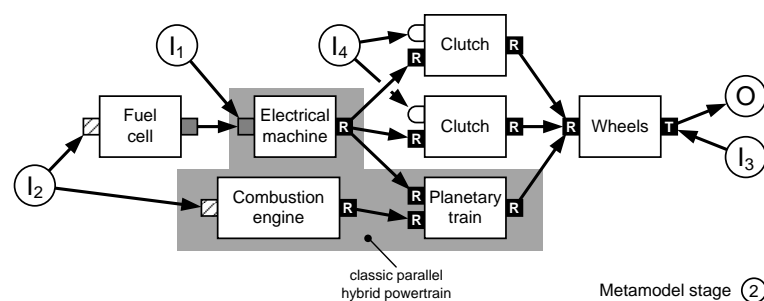 I1
I4
Clutch
R
R
Fuel
cell
Electrical
machine
R
Clutch
R
R
R
Wheels
T
O
I3
I2
Combustion
engine
R
R
R
Planetary
train
R
classic parallel
hybrid powertrain
Metamodel stage 2